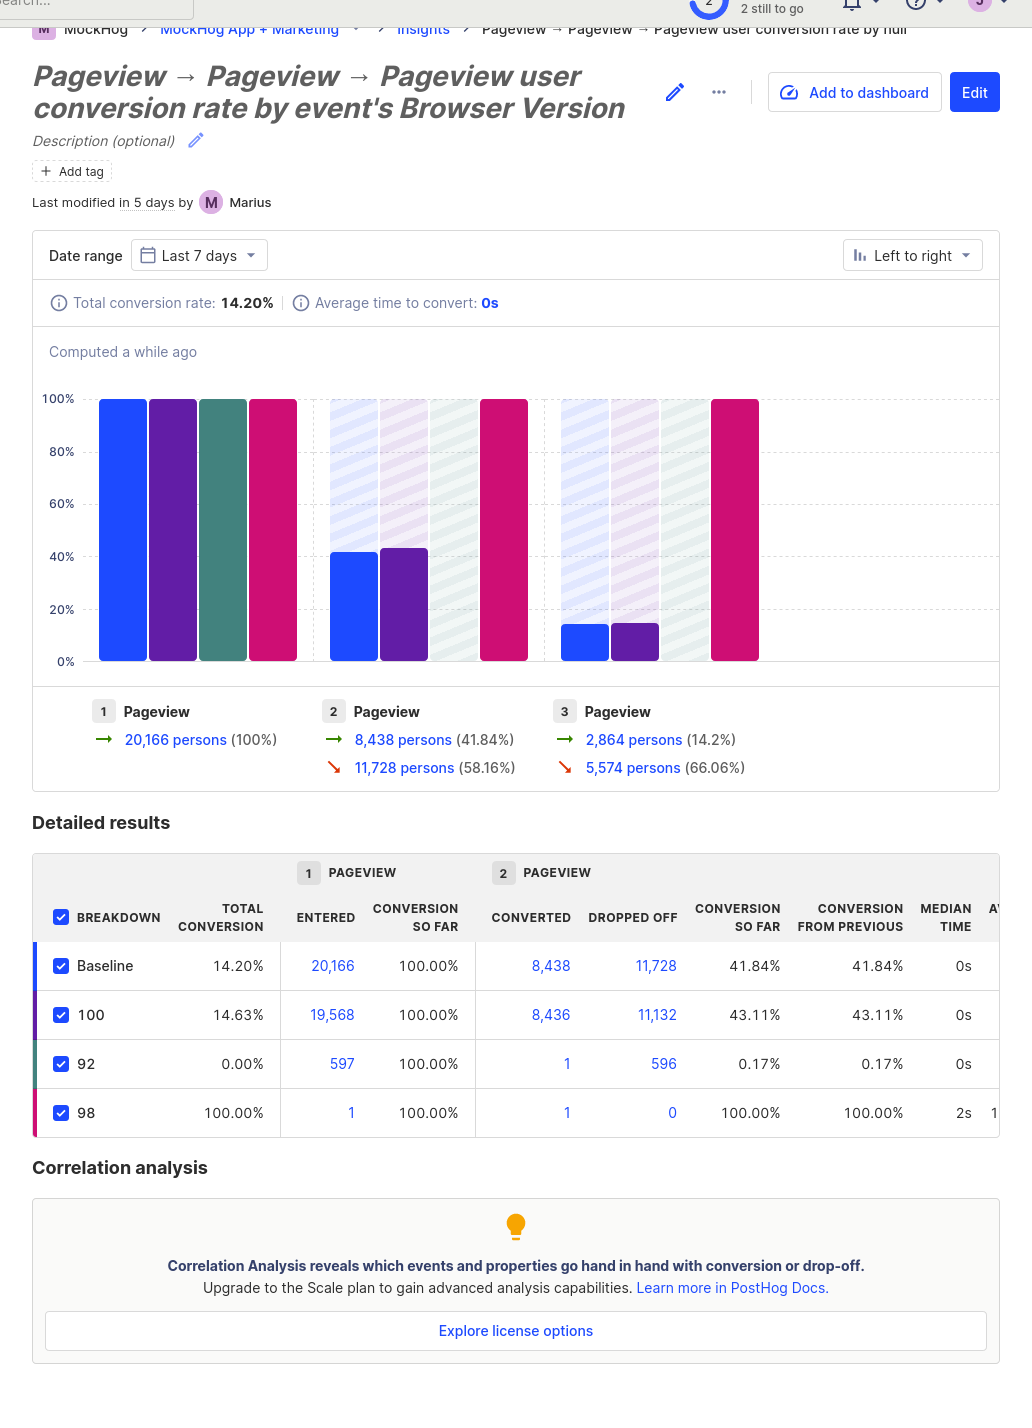 Search...
2
2 still to go
J
M MockHog > MockHog App + Marketing > Insights > Pageview → Pageview → Pageview user conversion rate by null
Pageview → Pageview → Pageview user
conversion rate by event's Browser Version
Add to dashboard
Edit
Description (optional)
+ Add tag
Last modified in 5 days by M Marius
Date range Last 7 days
Left to right
Total conversion rate: 14.20% Average time to convert: 0s
Computed a while ago
100%
80%
60%
40%
20%
0%
1 Pageview
20,166 persons (100%)
2 Pageview
8,438 persons (41.84%)
11,728 persons (58.16%)
3 Pageview
2,864 persons (14.2%)
5,574 persons (66.06%)
Detailed results
1 PAGEVIEW 2 PAGEVIEW
BREAKDOWN TOTAL CONVERSION ENTERED CONVERSION SO FAR CONVERTED DROPPED OFF CONVERSION SO FAR CONVERSION FROM PREVIOUS MEDIAN TIME
Baseline 14.20% 20,166 100.00% 8,438 11,728 41.84% 41.84% 0s
100 14.63% 19,568 100.00% 8,436 11,132 43.11% 43.11% 0s
92 0.00% 597 100.00% 1 596 0.17% 0.17% 0s
98 100.00% 1 100.00% 1 0 100.00% 100.00% 2s 1
Correlation analysis
Correlation Analysis reveals which events and properties go hand in hand with conversion or drop-off.
Upgrade to the Scale plan to gain advanced analysis capabilities. Learn more in PostHog Docs.
Explore license options